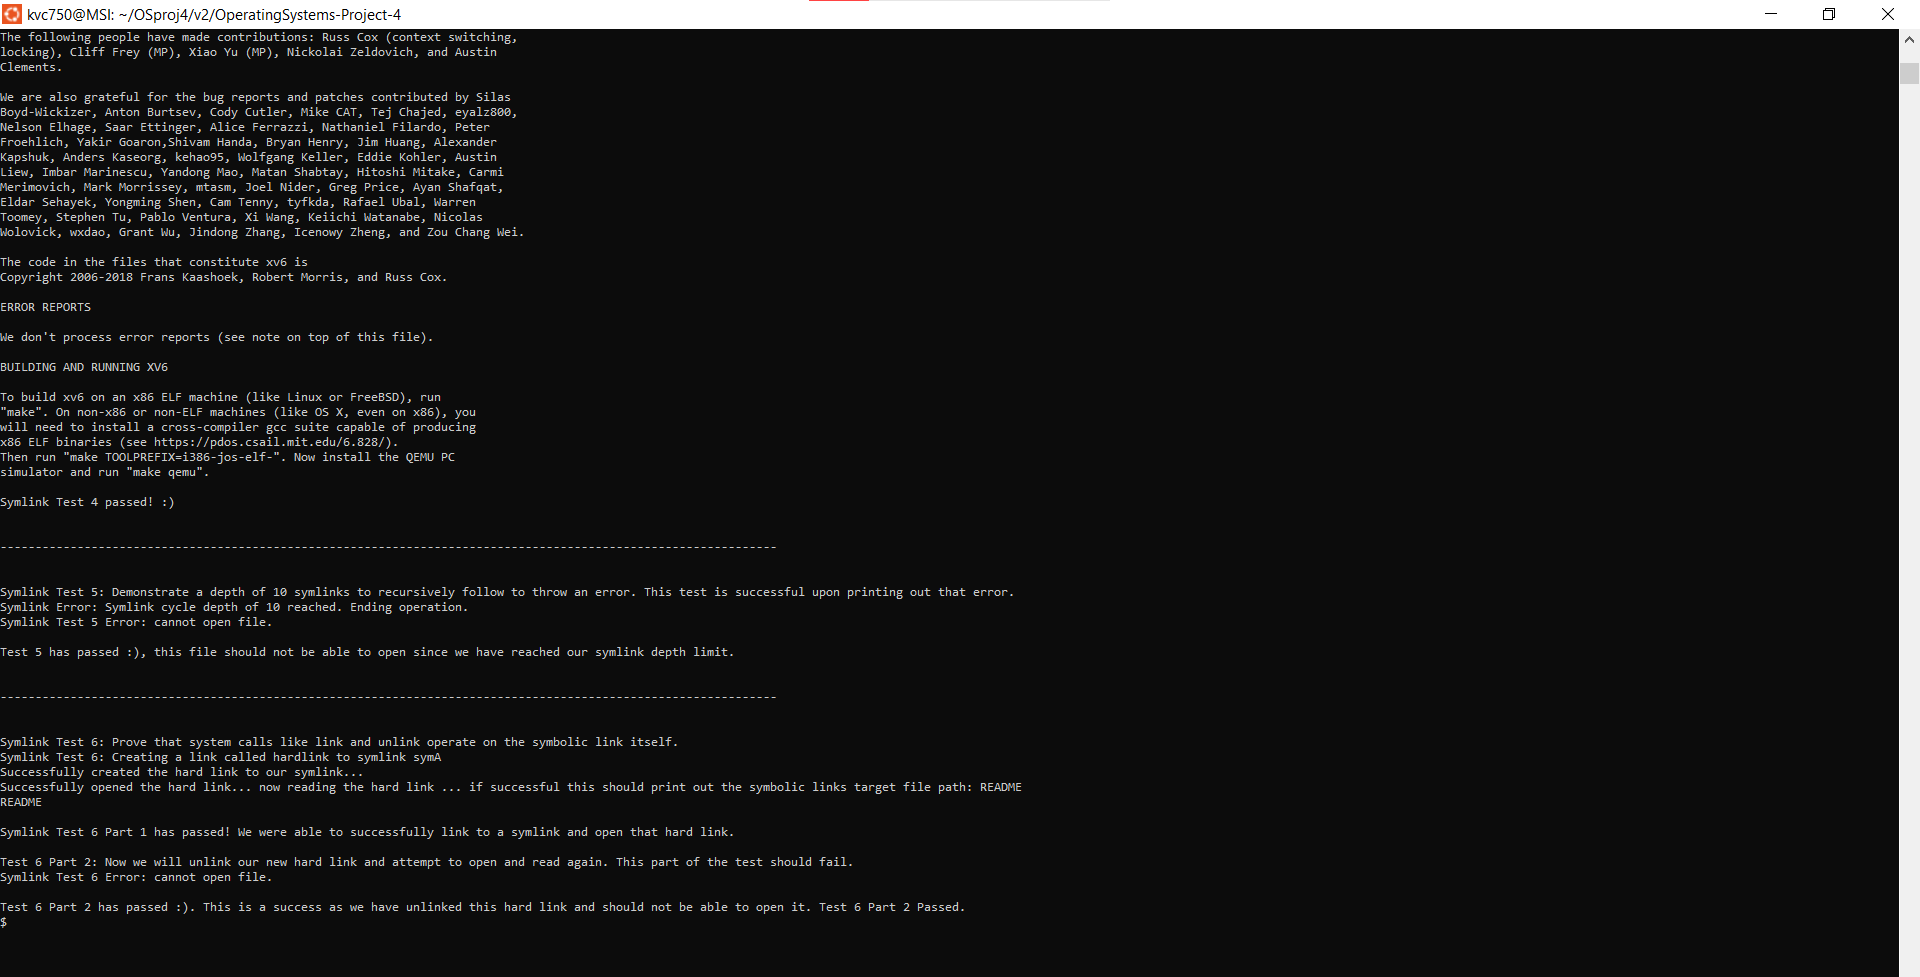 kvc750@MSI: ~/OSproj4/v2/OperatingSystems-Project-4
The following people have made contributions: Russ Cox (context switching,
locking), Cliff Frey (MP), Xiao Yu (MP), Nickolai Zeldovich, and Austin
Clements.
We are also grateful for the bug reports and patches contributed by Silas
Boyd-Wickizer, Anton Burtsev, Cody Cutler, Mike CAT, Tej Chajed, eyalz800,
Nelson Elhage, Saar Ettinger, Alice Ferrazzi, Nathaniel Filardo, Peter
Froehlich, Yakir Goaron,Shivam Handa, Bryan Henry, Jim Huang, Alexander
Kapshuk, Anders Kaseorg, kehao95, Wolfgang Keller, Eddie Kohler, Austin
Liew, Imbar Marinescu, Yandong Mao, Matan Shabtay, Hitoshi Mitake, Carmi
Merimovich, Mark Morrissey, mtasm, Joel Nider, Greg Price, Ayan Shafqat,
Eldar Sehayek, Yongming Shen, Cam Tenny, tyfkda, Rafael Ubal, Warren
Toomey, Stephen Tu, Pablo Ventura, Xi Wang, Keiichi Watanabe, Nicolas
Wolovick, wxdao, Grant Wu, Jindong Zhang, Icenowy Zheng, and Zou Chang Wei.
The code in the files that constitute xv6 is
Copyright 2006-2018 Frans Kaashoek, Robert Morris, and Russ Cox.
ERROR REPORTS
We don't process error reports (see note on top of this file).
BUILDING AND RUNNING XV6
To build xv6 on an x86 ELF machine (like Linux or FreeBSD), run
"make". On non-x86 or non-ELF machines (like OS X, even on x86), you
will need to install a cross-compiler gcc suite capable of producing
x86 ELF binaries (see https://pdos.csail.mit.edu/6.828/).
Then run "make TOOLPREFIX=i386-jos-elf-". Now install the QEMU PC
simulator and run "make qemu".
Symlink Test 4 passed! :)
---------------------------------------------------------------------------------------------------------------
Symlink Test 5: Demonstrate a depth of 10 symlinks to recursively follow to throw an error. This test is successful upon printing out that error.
Symlink Error: Symlink cycle depth of 10 reached. Ending operation.
Symlink Test 5 Error: cannot open file.
Test 5 has passed :), this file should not be able to open since we have reached our symlink depth limit.
---------------------------------------------------------------------------------------------------------------
Symlink Test 6: Prove that system calls like link and unlink operate on the symbolic link itself.
Symlink Test 6: Creating a link called hardlink to symlink symA
Successfully created the hard link to our symlink...
Successfully opened the hard link... now reading the hard link ... if successful this should print out the symbolic links target file path: README
README
Symlink Test 6 Part 1 has passed! We were able to successfully link to a symlink and open that hard link.
Test 6 Part 2: Now we will unlink our new hard link and attempt to open and read again. This part of the test should fail.
Symlink Test 6 Error: cannot open file.
Test 6 Part 2 has passed :). This is a success as we have unlinked this hard link and should not be able to open it. Test 6 Part 2 Passed.
$